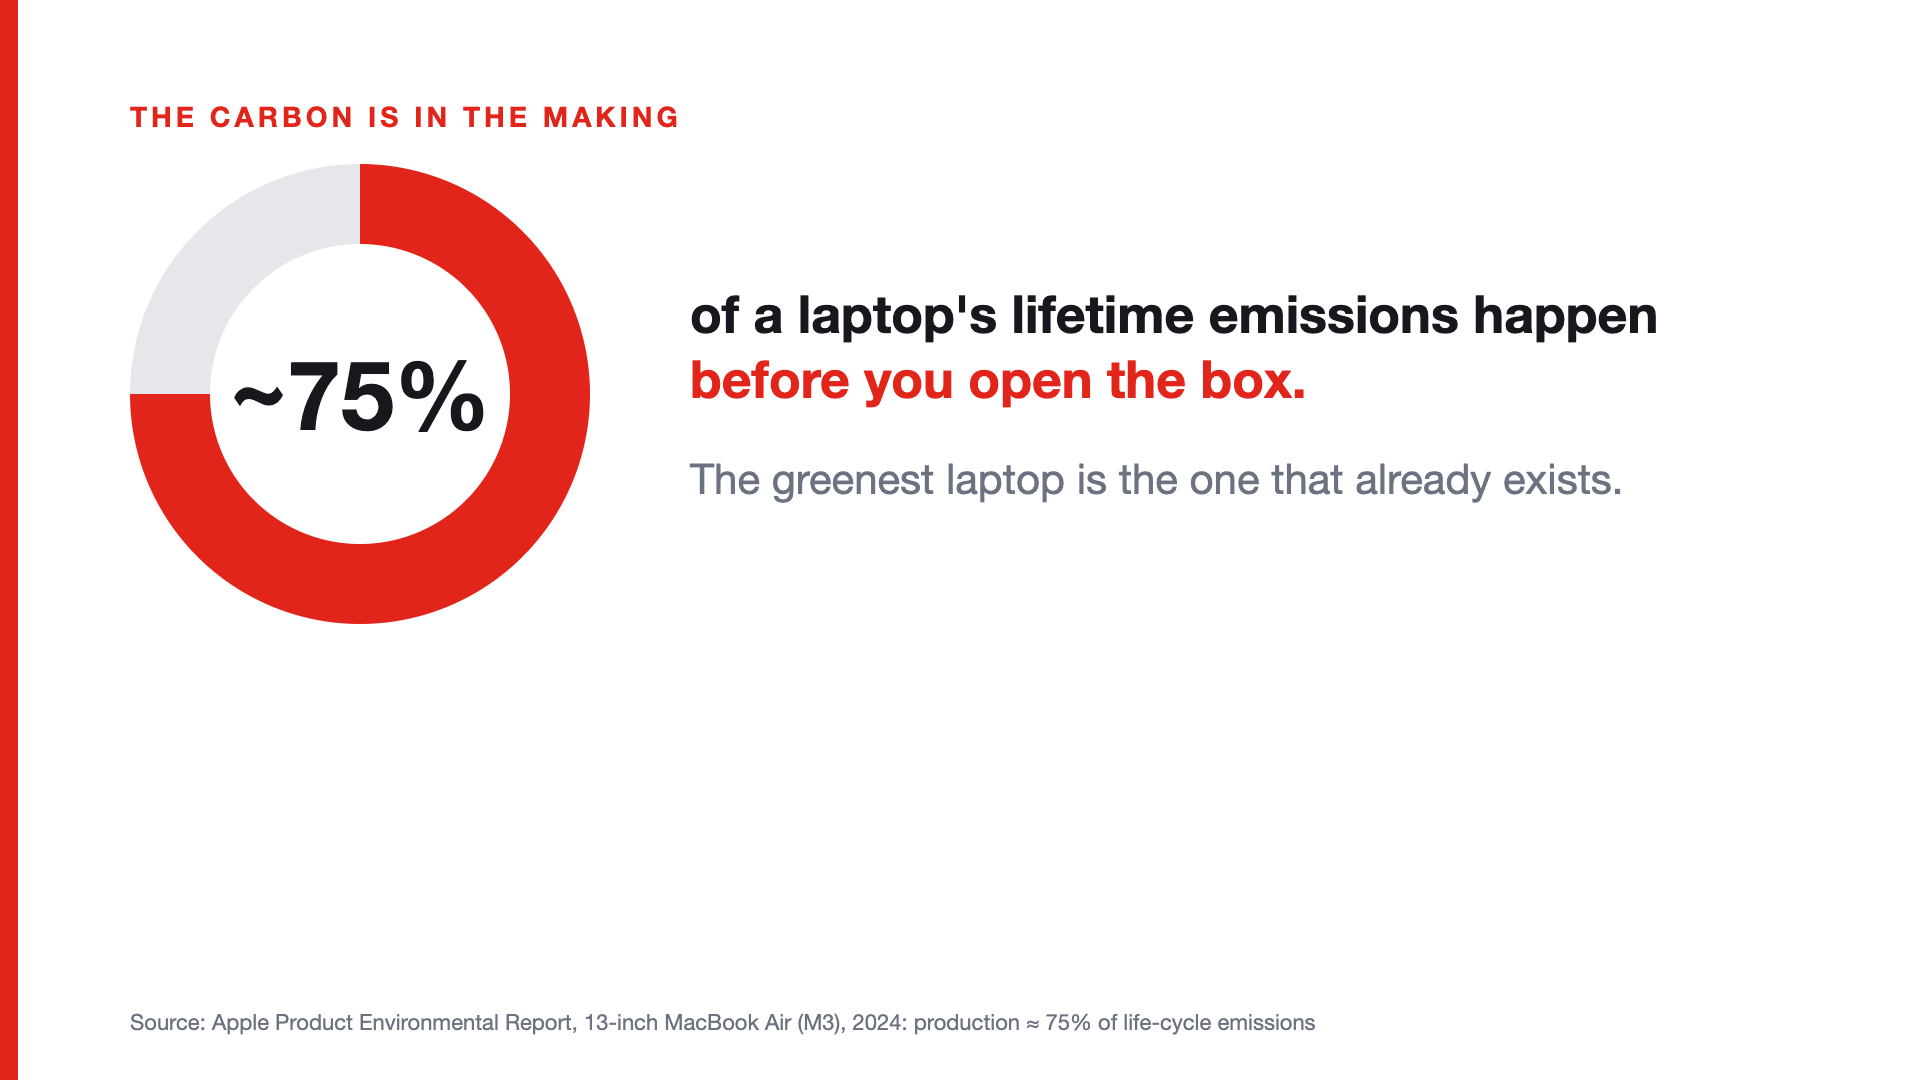 THE CARBON IS IN THE MAKING
~75%
of a laptop's lifetime emissions happen
before you open the box.
The greenest laptop is the one that already exists.
Source: Apple Product Environmental Report, 13-inch MacBook Air (M3), 2024: production ≈ 75% of life-cycle emissions